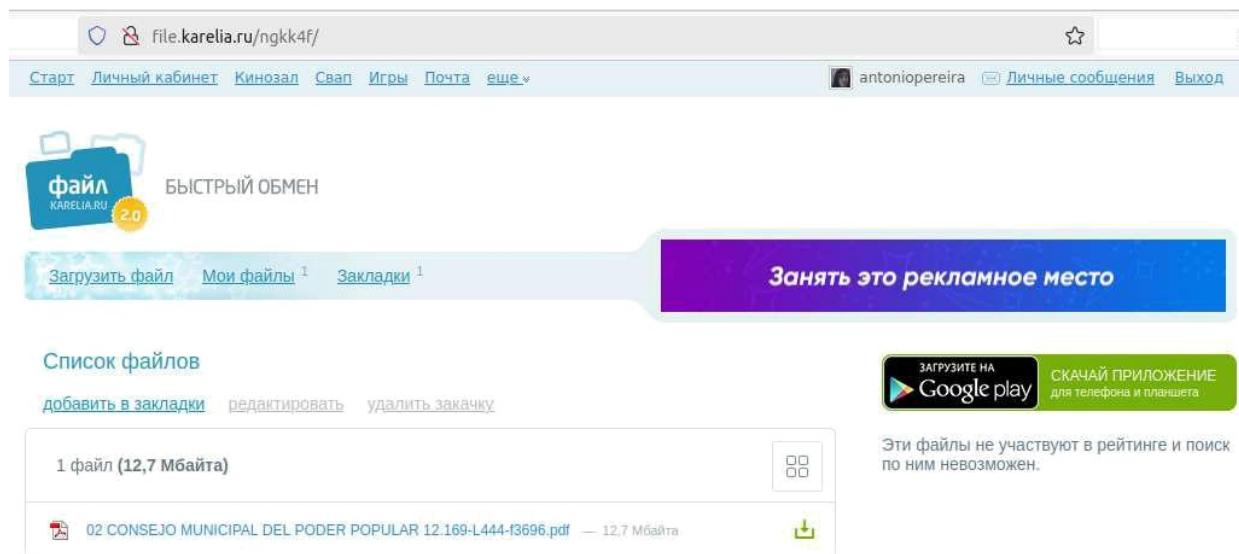 file.karelia.ru/ngkk4f/
Старт Личный кабинет Кинозал Свап Игры Почта еще antoniopereira Личные сообщения Выход
файл
KARELIA.RU
2.0
БЫСТРЫЙ ОБМЕН
Загрузить файл Мои файлы 1 Закладки 1
Занять это рекламное место
Список файлов
добавить в закладки редактировать удалить закачку
ЗАГРУЗИТЕ НА
Google play
СКАЧАЙ ПРИЛОЖЕНИЕ
для телефона и планшета
1 файл (12,7 Мбайта)
Эти файлы не участвуют в рейтинге и поиск
по ним невозможен.
02 CONSEJO MUNICIPAL DEL PODER POPULAR 12.169-L444-f3696.pdf — 12,7 Мбайта